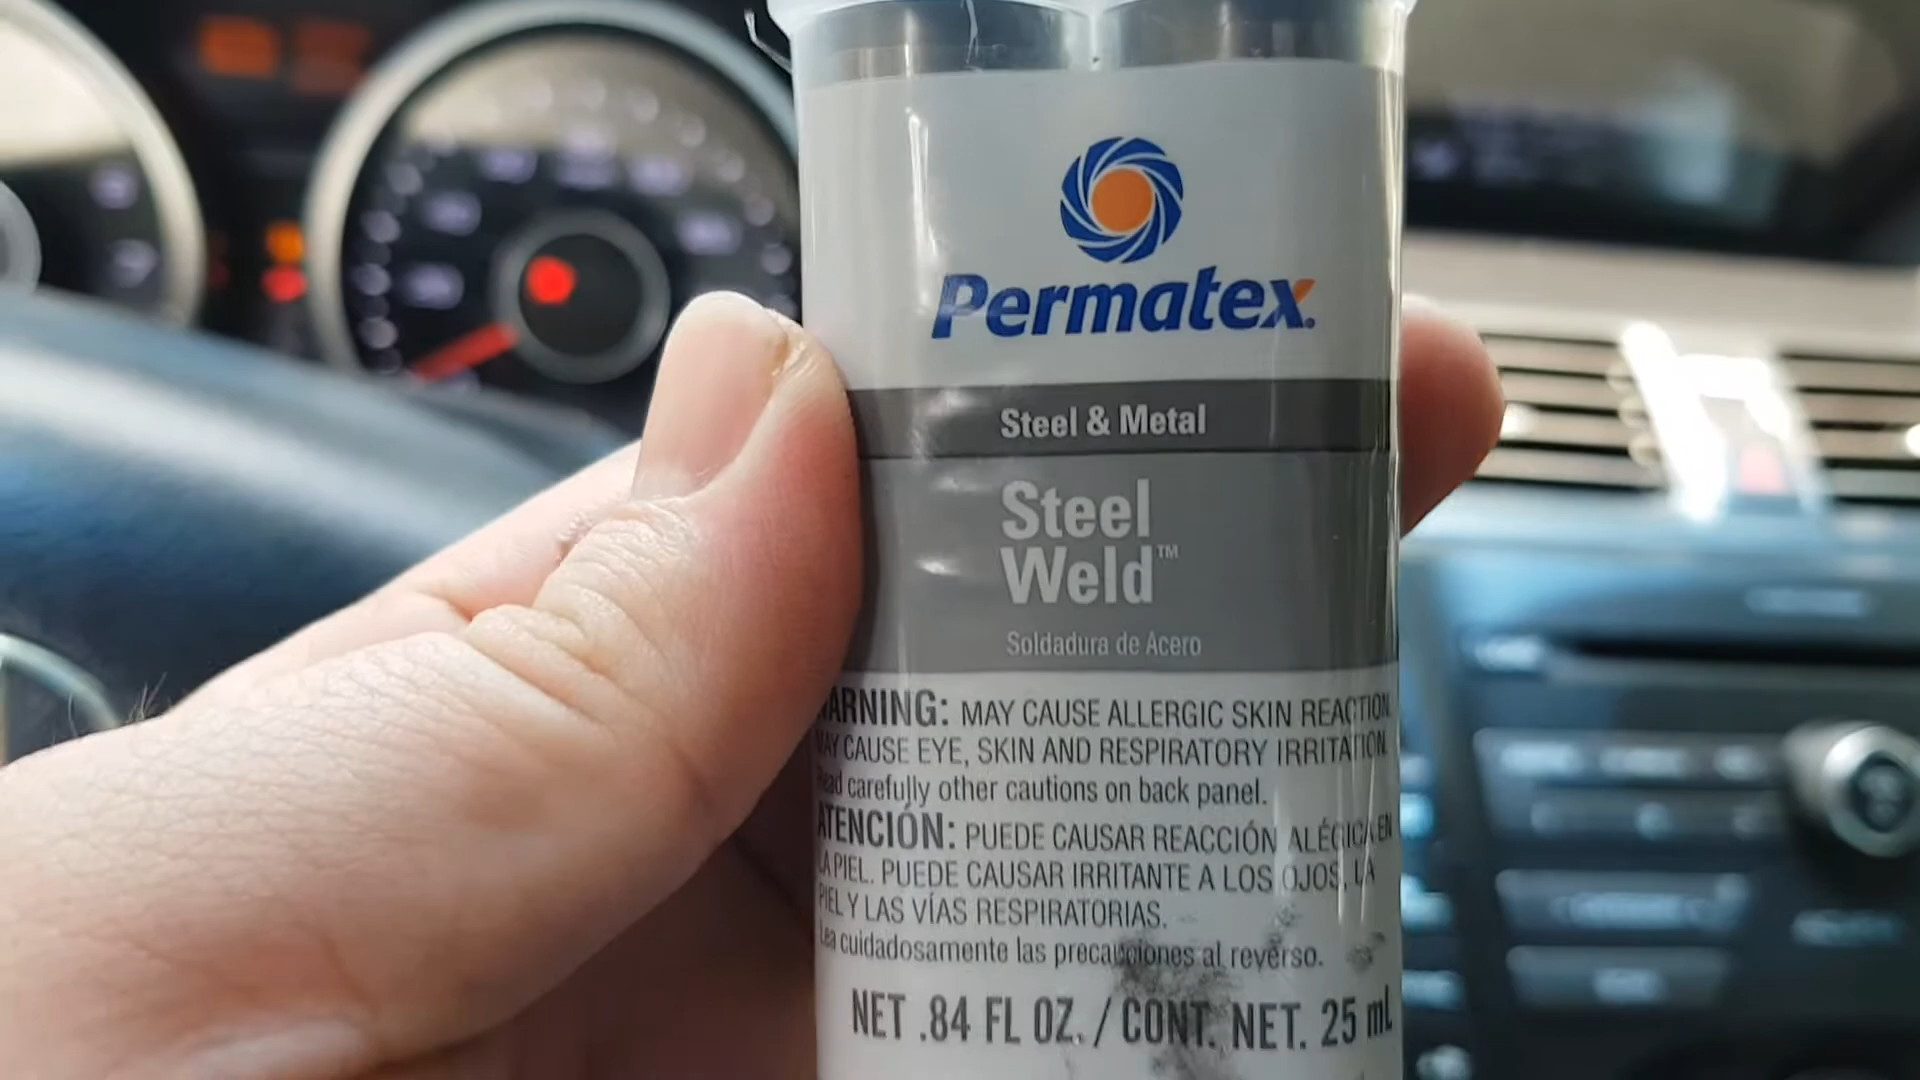 Permatex®
Steel & Metal
Steel
Weld™
Soldadura de Acero
WARNING: MAY CAUSE ALLERGIC SKIN REACTION.
MAY CAUSE EYE, SKIN AND RESPIRATORY IRRITATION.
Read carefully other cautions on back panel.
ATENCIÓN: PUEDE CAUSAR REACCIÓN ALÉGICA EN
LA PIEL. PUEDE CAUSAR IRRITANTE A LOS OJOS, LA
PIEL Y LAS VÍAS RESPIRATORIAS.
Lea cuidadosamente las precauciones al reverso.
NET .84 FL OZ. / CONT. NET. 25 mL